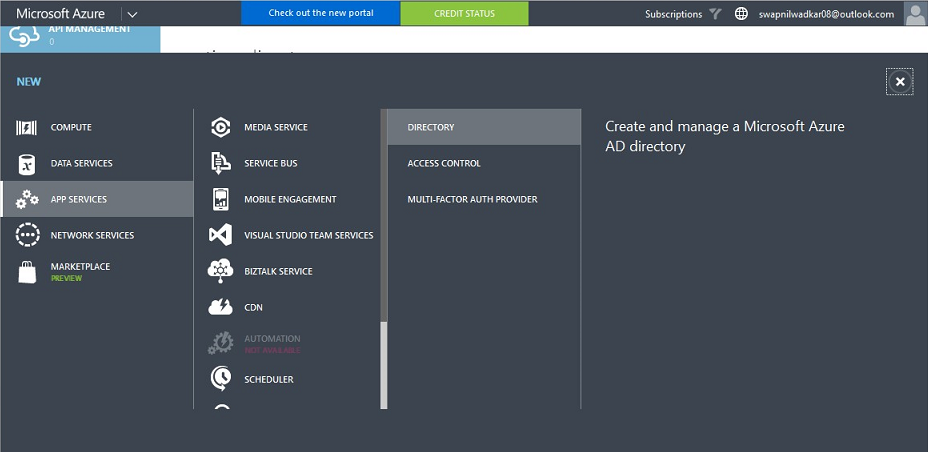 Microsoft Azure
Check out the new portal
CREDIT STATUS
Subscriptions
swapnilwadkar08@outlook.com
API MANAGEMENT
0
NEW
COMPUTE
DATA SERVICES
APP SERVICES
NETWORK SERVICES
MARKETPLACE
PREVIEW
MEDIA SERVICE
SERVICE BUS
MOBILE ENGAGEMENT
VISUAL STUDIO TEAM SERVICES
BIZTALK SERVICE
CDN
AUTOMATION
NOT AVAILABLE
SCHEDULER
DIRECTORY
ACCESS CONTROL
MULTI-FACTOR AUTH PROVIDER
Create and manage a Microsoft Azure
AD directory